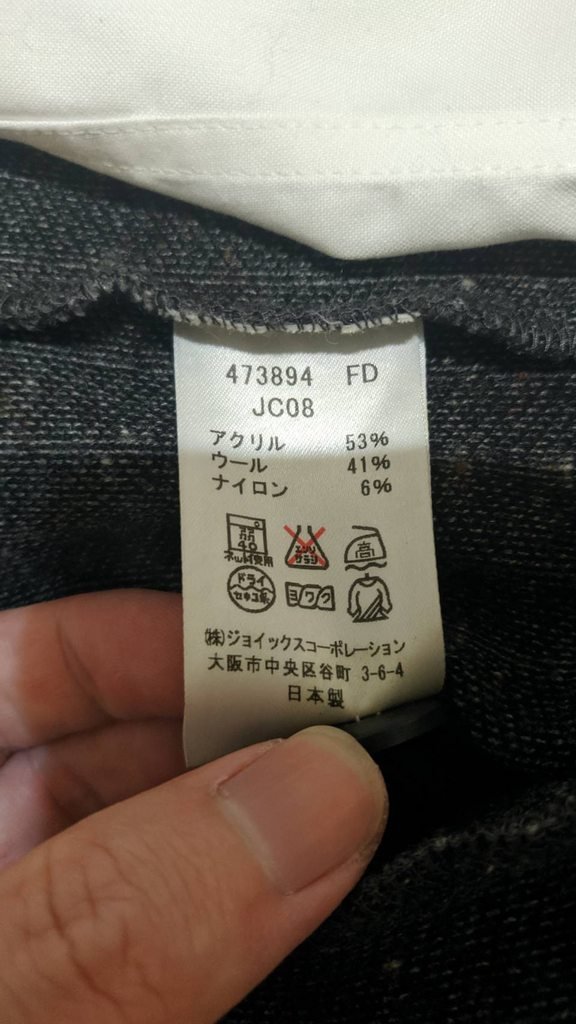 473894 FD
JC08
アクリル 53%
ウール 41%
ナイロン 6%
40 エンソ サラシ 高
ネット使用
ドライ セキユ系 ヨワク
(株)ジョイックスコーポレーション
大阪市中央区谷町 3-6-4
日本製